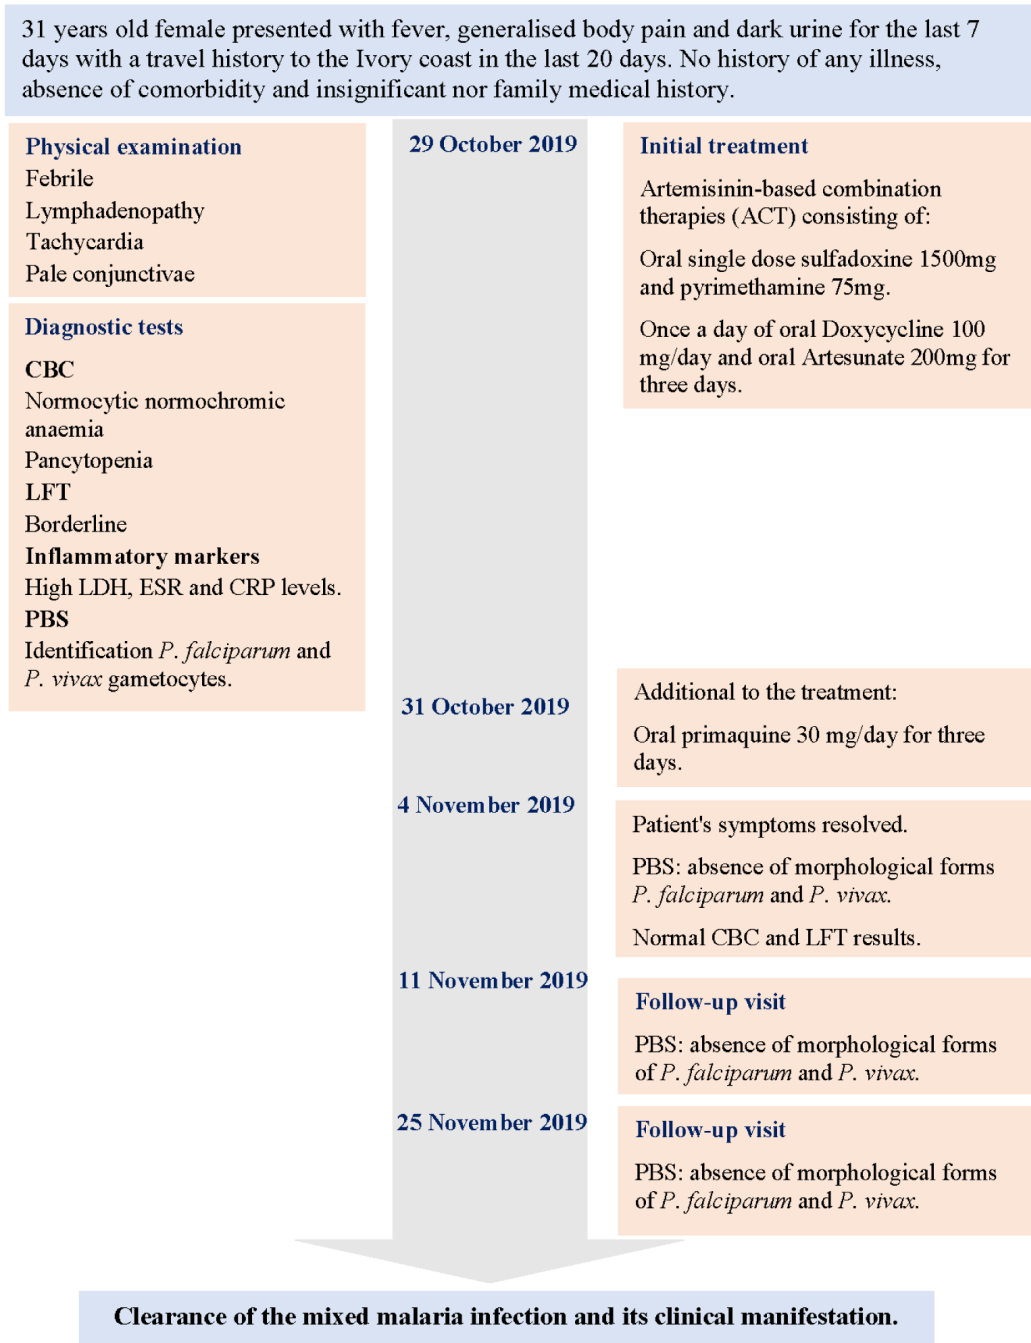 31 years old female presented with fever, generalised body pain and dark urine for the last 7
days with a travel history to the Ivory coast in the last 20 days. No history of any illness,
absence of comorbidity and insignificant nor family medical history.
29 October 2019
Physical examination
Febrile
Lymphadenopathy
Tachycardia
Pale conjunctivae
Diagnostic tests
CBC
Normocytic normochromic
anaemia
Pancytopenia
LFT
Borderline
Inflammatory markers
High LDH, ESR and CRP levels.
PBS
Identification P. falciparum and
P. vivax gametocytes.
Initial treatment
Artemisinin-based combination
therapies (ACT) consisting of:
Oral single dose sulfadoxine 1500mg
and pyrimethamine 75mg.
Once a day of oral Doxycycline 100
mg/day and oral Artesunate 200mg for
three days.
31 October 2019
Additional to the treatment:
Oral primaquine 30 mg/day for three
days.
4 November 2019
Patient's symptoms resolved.
PBS: absence of morphological forms
P. falciparum and P. vivax.
Normal CBC and LFT results.
11 November 2019
Follow-up visit
PBS: absence of morphological forms
of P. falciparum and P. vivax.
25 November 2019
Follow-up visit
PBS: absence of morphological forms
of P. falciparum and P. vivax.
Clearance of the mixed malaria infection and its clinical manifestation.